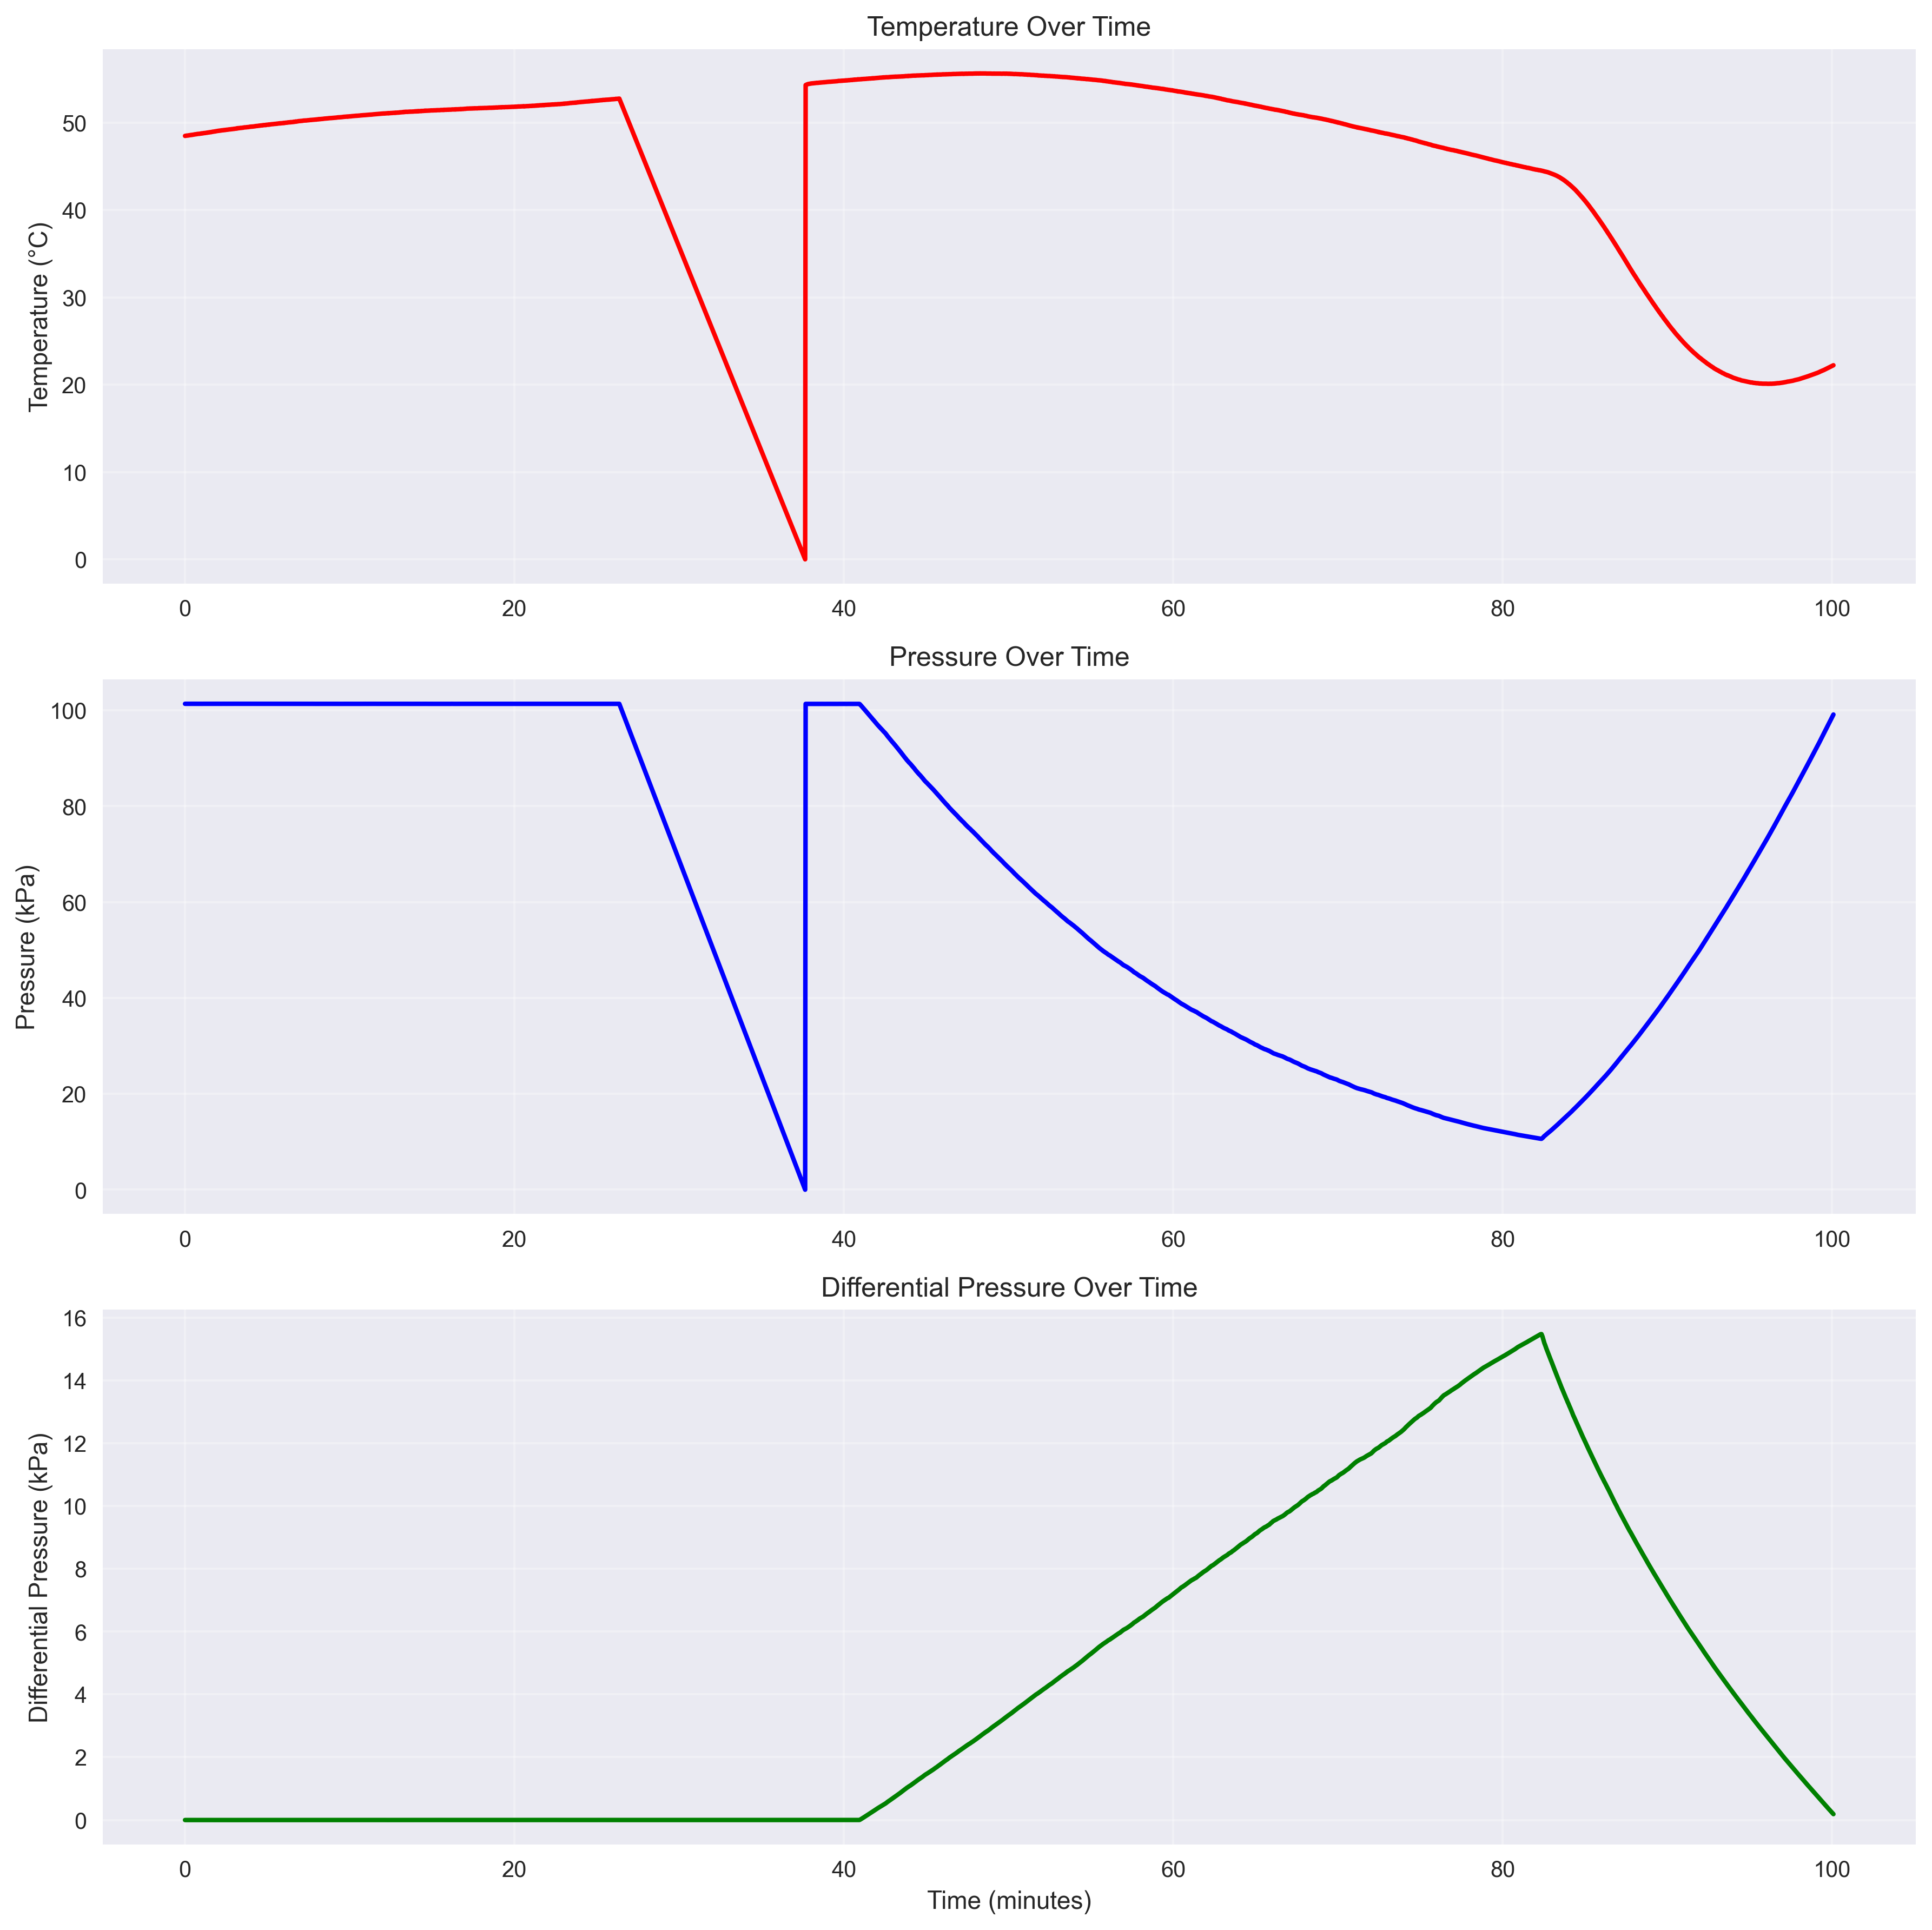 Temperature Over Time
Temperature (°C)
50
40
30
20
10
0
0 20 40 60 80 100
Pressure Over Time
Pressure (kPa)
100
80
60
40
20
0
0 20 40 60 80 100
Differential Pressure Over Time
Differential Pressure (kPa)
16
14
12
10
8
6
4
2
0
0 20 40 60 80 100
Time (minutes)